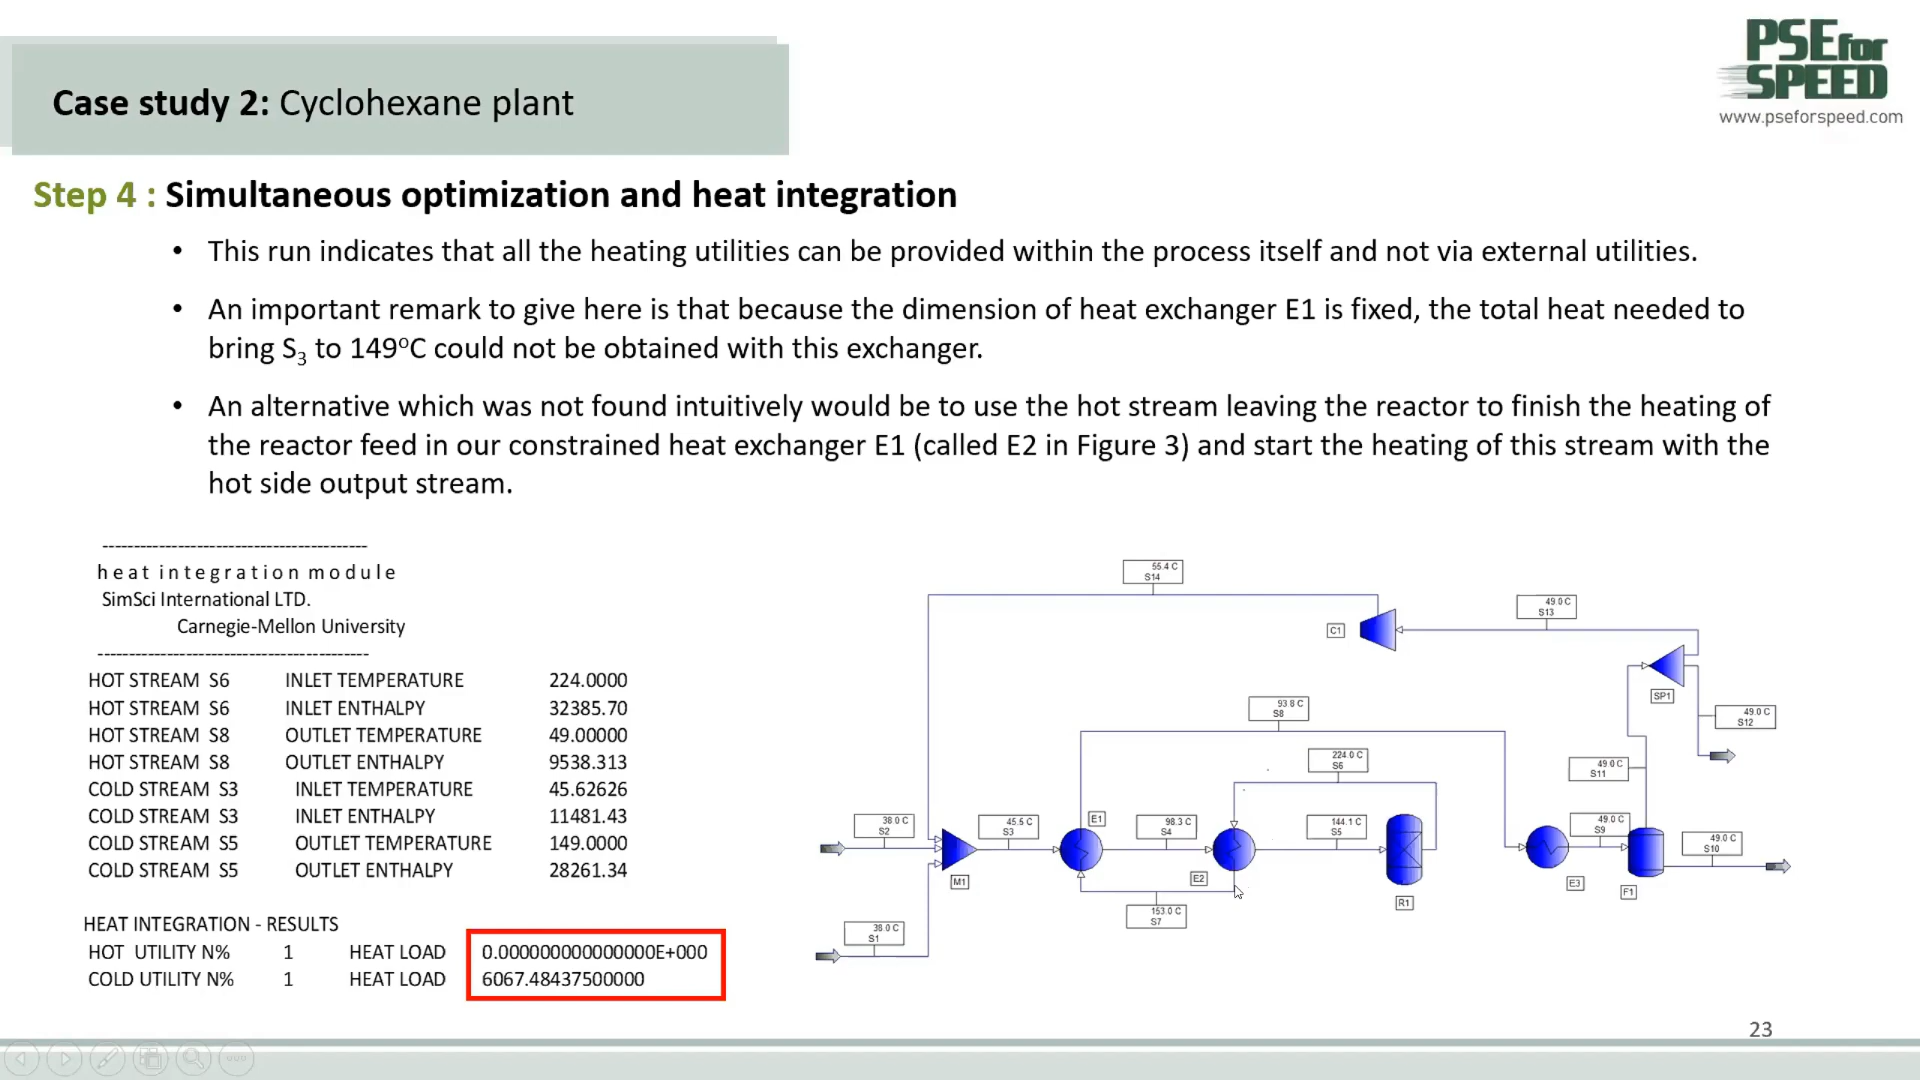 PSEfor
SPEED
www.pseforspeed.com
Case study 2: Cyclohexane plant
Step 4 : Simultaneous optimization and heat integration
• This run indicates that all the heating utilities can be provided within the process itself and not via external utilities.
• An important remark to give here is that because the dimension of heat exchanger E1 is fixed, the total heat needed to
bring S3 to 149°C could not be obtained with this exchanger.
• An alternative which was not found intuitively would be to use the hot stream leaving the reactor to finish the heating of
the reactor feed in our constrained heat exchanger E1 (called E2 in Figure 3) and start the heating of this stream with the
hot side output stream.
-----------------------------------------
h e a t i n t e g r a t i o n m o d u l e
SimSci International LTD.
Carnegie-Mellon University
------------------------------------------
HOT STREAM S6 INLET TEMPERATURE 224.0000
HOT STREAM S6 INLET ENTHALPY 32385.70
HOT STREAM S8 OUTLET TEMPERATURE 49.00000
HOT STREAM S8 OUTLET ENTHALPY 9538.313
COLD STREAM S3 INLET TEMPERATURE 45.62626
COLD STREAM S3 INLET ENTHALPY 11481.43
COLD STREAM S5 OUTLET TEMPERATURE 149.0000
COLD STREAM S5 OUTLET ENTHALPY 28261.34
HEAT INTEGRATION - RESULTS
HOT UTILITY N% 1 HEAT LOAD 0.000000000000000E+000
COLD UTILITY N% 1 HEAT LOAD 6067.48437500000
55.4 C
S14
49.0 C
S13
C1
SP1
93.8 C
S8
49.0 C
S12
224.0 C
S6
49.0 C
S11
38.0 C
S2
45.5 C
S3
E1
98.3 C
S4
144.1 C
S5
49.0 C
S9
49.0 C
S10
M1
E2
R1
E3
F1
153.0 C
S7
38.0 C
S1
23